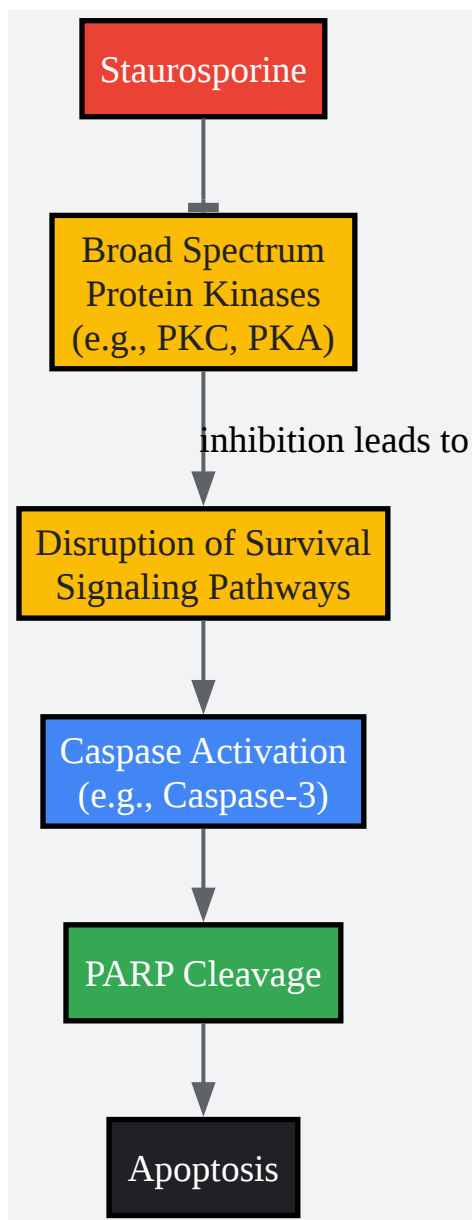 Staurosporine
Broad Spectrum
Protein Kinases
(e.g., PKC, PKA)
inhibition leads to
Disruption of Survival
Signaling Pathways
Caspase Activation
(e.g., Caspase-3)
PARP Cleavage
Apoptosis